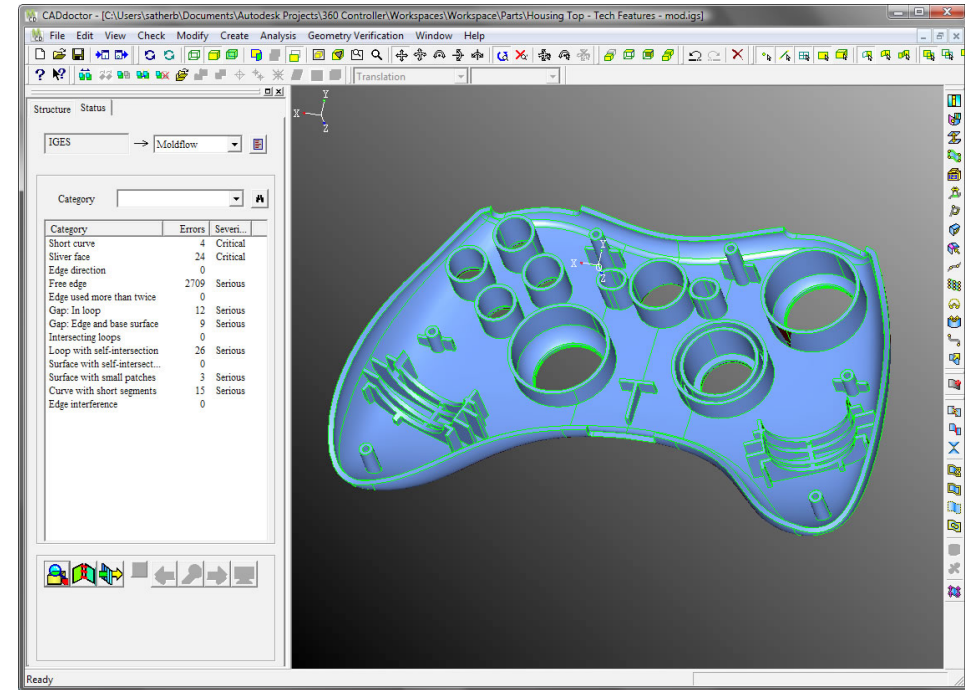 CADdoctor - [C:\Users\satherb\Documents\Autodesk Projects\360 Controller\Workspaces\Workspace\Parts\Housing Top - Tech Features - mod.igs]
File Edit View Check Modify Create Analysis Geometry Verification Window Help
Translation
Structure Status
IGES Moldflow
Category
Category Errors Severi...
Short curve 4 Critical
Sliver face 24 Critical
Edge direction 0
Free edge 2709 Serious
Edge used more than twice 0
Gap: In loop 12 Serious
Gap: Edge and base surface 9 Serious
Intersecting loops 0
Loop with self-intersection 26 Serious
Surface with self-intersect... 0
Surface with small patches 3 Serious
Curve with short segments 15 Serious
Edge interference 0
Y
X
Z
Y
X
Z
Ready